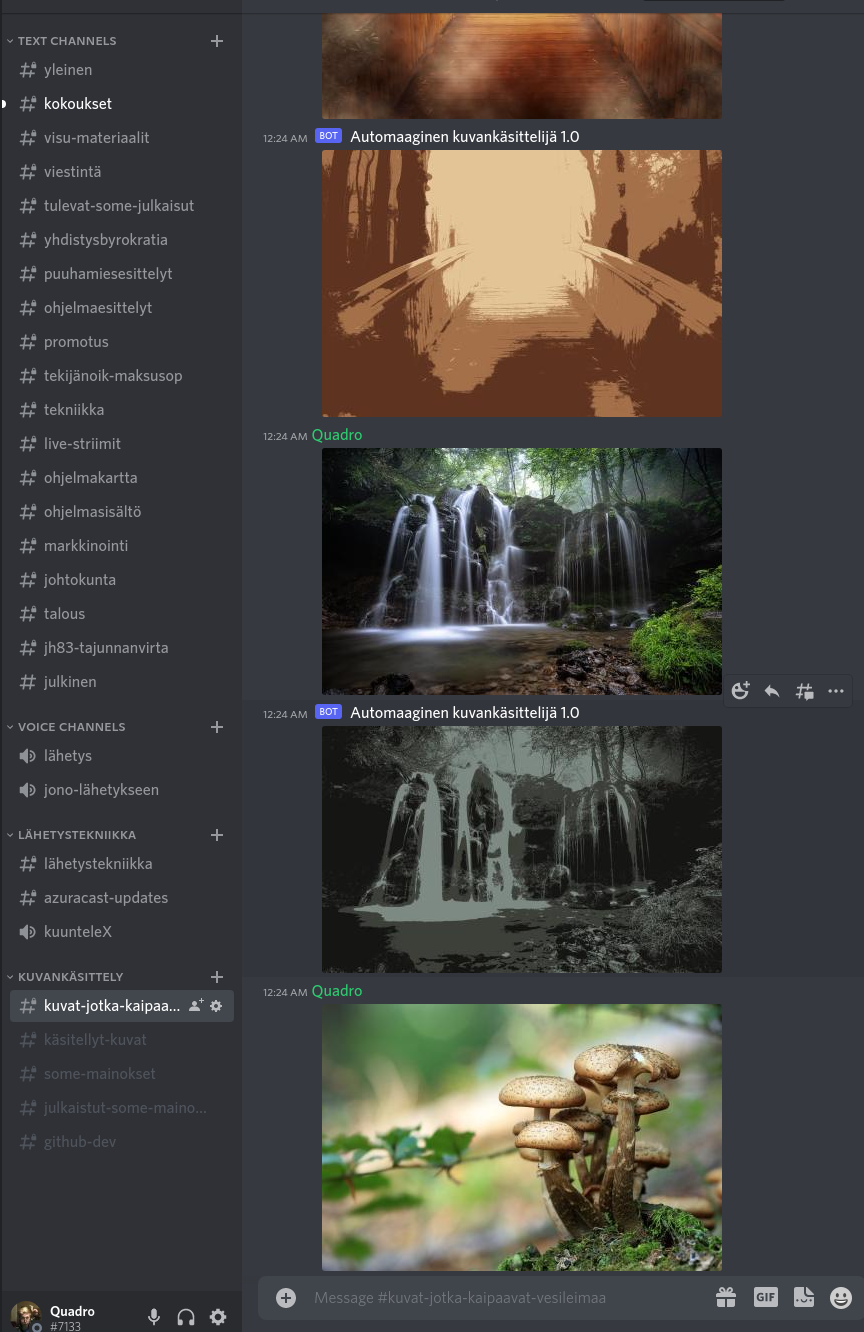 TEXT CHANNELS
yleinen
kokoukset
visu-materiaalit
viestintä
tulevat-some-julkaisut
yhdistysbyrokratia
puuhamiesesittelyt
ohjelmaesittelyt
promotus
tekijänoik-maksusop
tekniikka
live-striimit
ohjelmakartta
ohjelmasisältö
markkinointi
johtokunta
talous
jh83-tajunnanvirta
julkinen
VOICE CHANNELS
lähetys
jono-lähetykseen
LÄHETYSTEKNIIKKA
lähetystekniikka
azuracast-updates
kuunteleX
KUVANKÄSITTELY
kuvat-jotka-kaipaa...
käsitellyt-kuvat
some-mainokset
julkaistut-some-maino...
github-dev
Quadro
#7133
12:24 AM BOT Automaaginen kuvankäsittelijä 1.0
12:24 AM Quadro
12:24 AM BOT Automaaginen kuvankäsittelijä 1.0
12:24 AM Quadro
Message #kuvat-jotka-kaipaavat-vesileimaa
GIF